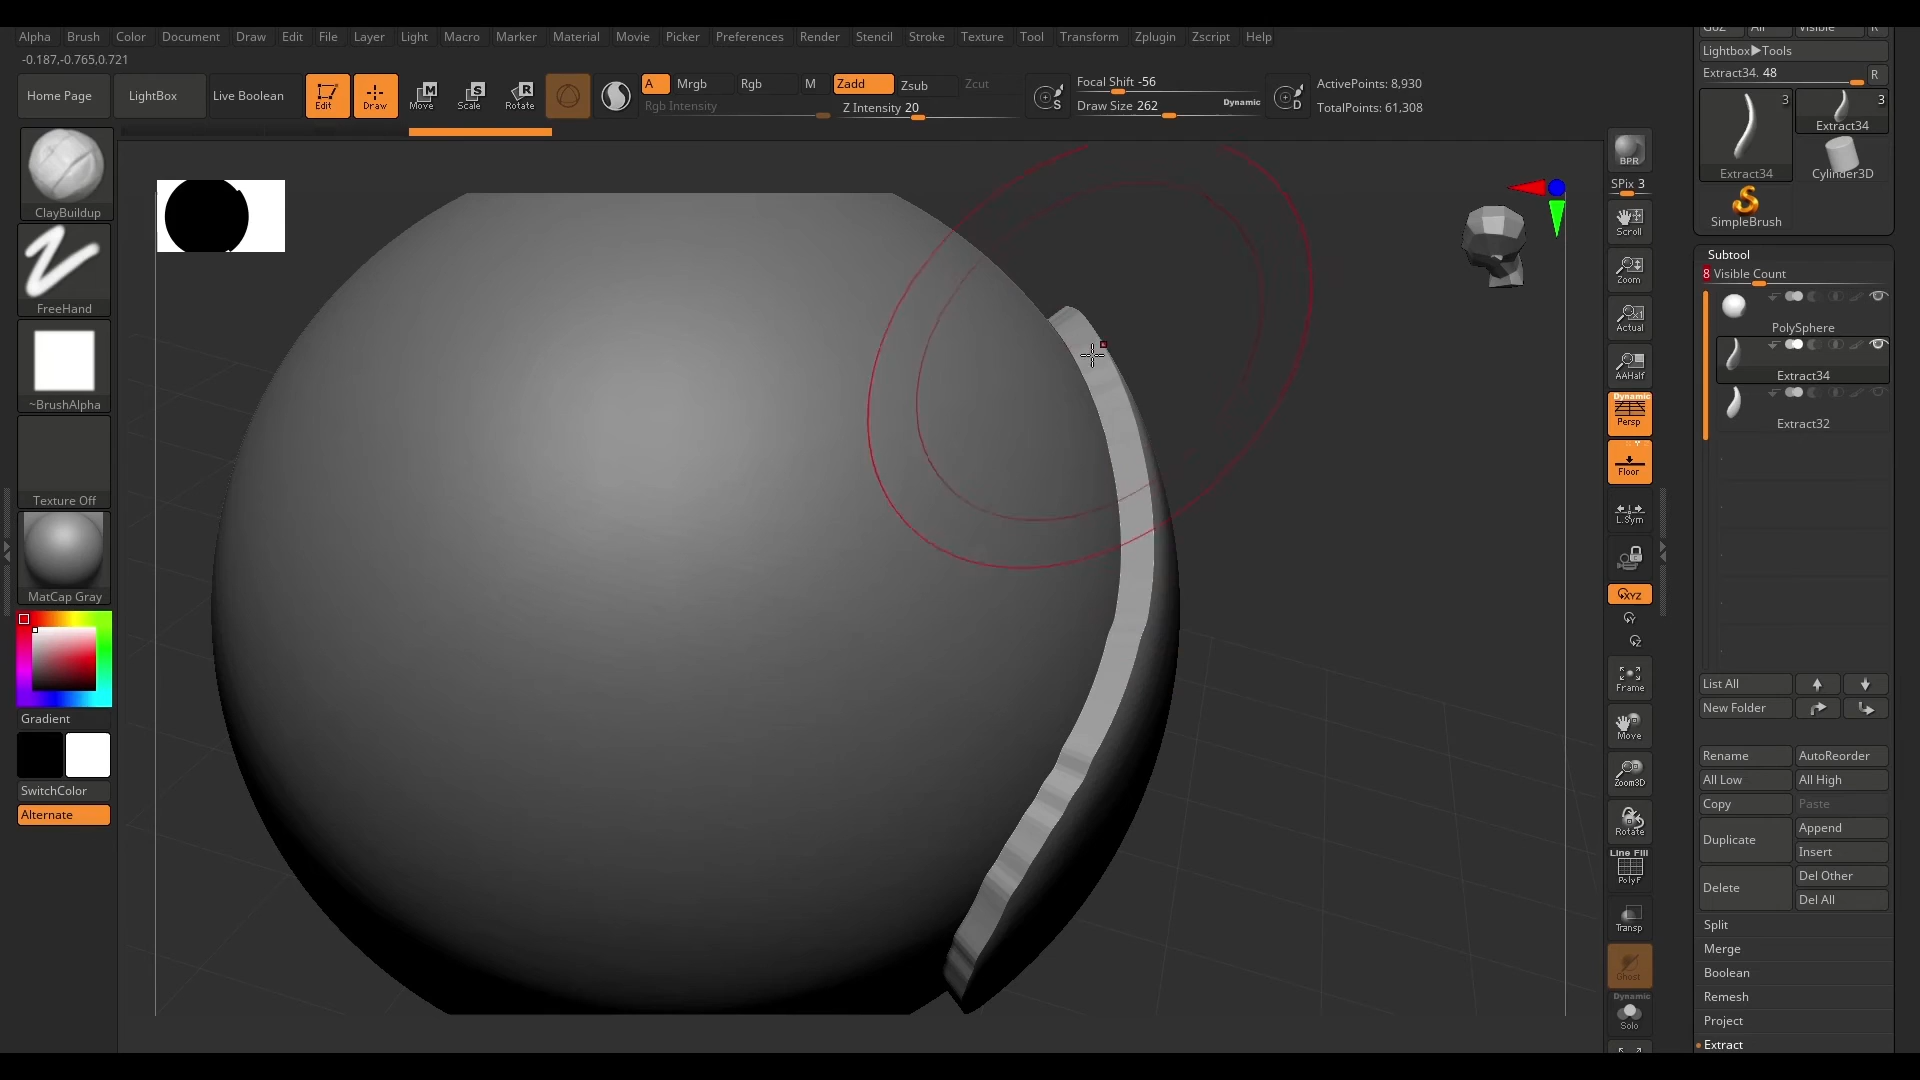 Alpha Brush Color Document Draw Edit File Layer Light Macro Marker Material Movie Picker Preferences Render Stencil Stroke Texture Tool Transform Zplugin Zscript Help
-0.187,-0.765,0.721
Home Page
LightBox
Live Boolean
Edit
Draw
Move
Scale
Rotate
A
Mrgb
Rgb
M
Zadd
Zsub
Zcut
Rgb Intensity
Z Intensity 20
S
Focal Shift -56
Draw Size 262
Dynamic
D
ActivePoints: 8,930
TotalPoints: 61,308
ClayBuildup
FreeHand
~BrushAlpha
Texture Off
MatCap Gray
Gradient
SwitchColor
Alternate
BPR
SPix 3
Scroll
Zoom
Actual
AAHalf
Dynamic
Persp
Floor
L.Sym
XYZ
Y
Z
Frame
Move
Zoom3D
Rotate
Line Fill
PolyF
Transp
Ghost
Dynamic
Solo
GoZ All Visible R
Lightbox▶Tools
Extract34. 48
R
3
Extract34
3
Extract34
Cylinder3D
SimpleBrush
Subtool
8 Visible Count
PolySphere
Extract34
Extract32
List All
New Folder
Rename AutoReorder
All Low All High
Copy Paste
Duplicate
Append
Insert
Delete
Del Other
Del All
Split
Merge
Boolean
Remesh
Project
Extract